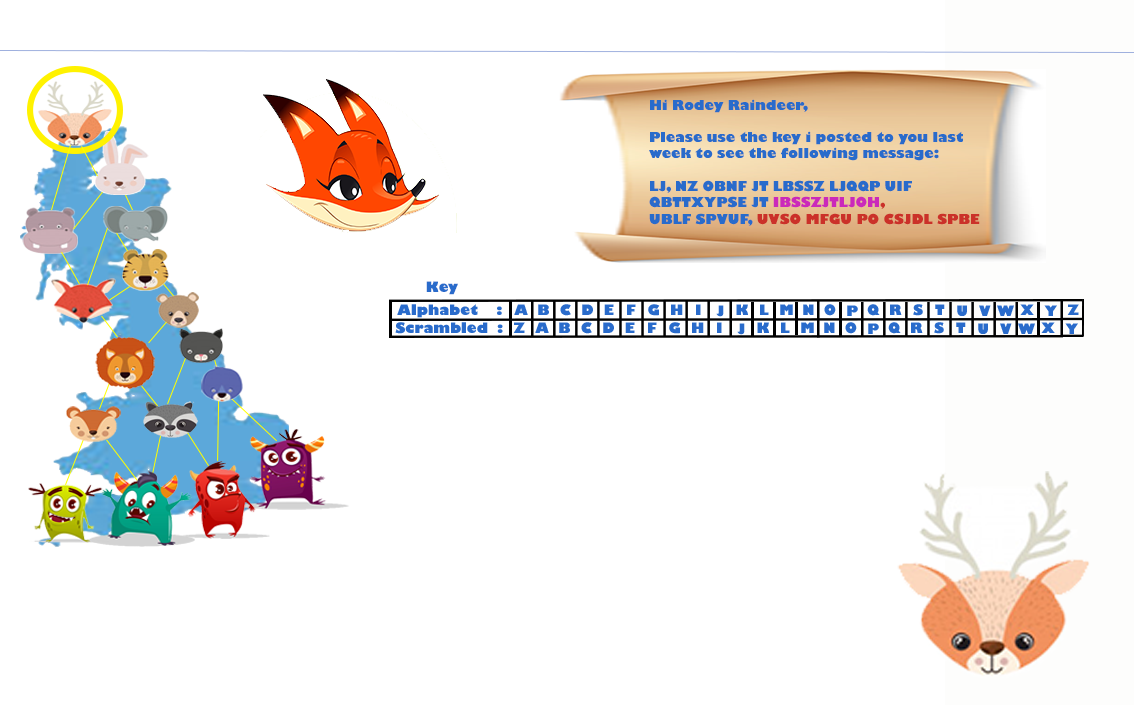 Hi Rodey Raindeer,
Please use the key i posted to you last
week to see the following message:
LJ, NZ OBNF JT LBSSZ LJQQP UIF
QBTTXYPSE JT IBSSZJTLJOH,
UBLF SPVUF, UVSO MFGU PO CSJDL SPBE
Key
Alphabet : A B C D E F G H I J K L M N O P Q R S T U V W X Y Z
Scrambled : Z A B C D E F G H I J K L M N O P Q R S T U V W X Y